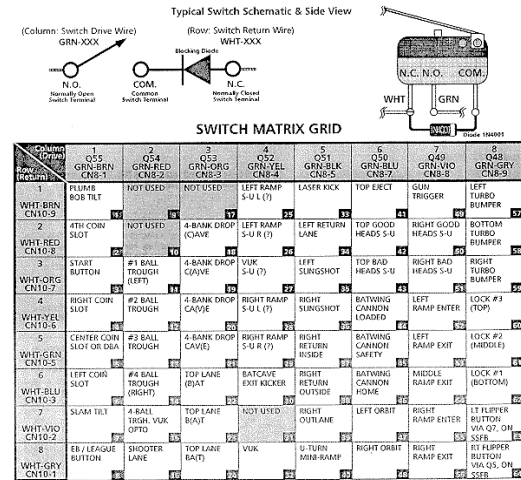 Typical Switch Schematic & Side View
(Column: Switch Drive Wire)
GRN-XXX
(Row: Switch Return Wire)
WHT-XXX
Blocking Diode
N.O.
Normally Open
Switch Terminal
COM.
Common
Switch Terminal
N.C.
Normally Closed
Switch Terminal
N.C. N.O. COM.
WHT
GRN
Diode 1N4001
SWITCH MATRIX GRID
Column
(Drive)
Row
(Return)
1
Q55
GRN-BRN
CN8-1
2
Q54
GRN-RED
CN8-2
3
Q53
GRN-ORG
CN8-3
4
Q52
GRN-YEL
CN8-4
5
Q51
GRN-BLK
CN8-5
6
Q50
GRN-BLU
CN8-7
7
Q49
GRN-VIO
CN8-8
8
Q48
GRN-GRY
CN8-9
1
WHT-BRN
CN10-9
PLUMB
BOB TILT
NOT USED
NOT USED
LEFT RAMP
S-U L (?)
LASER KICK
TOP EJECT
GUN
TRIGGER
LEFT
TURBO
BUMPER
2
WHT-RED
CN10-8
4TH COIN
SLOT
NOT USED
4-BANK DROP
(C)AVE
LEFT RAMP
S-U R (?)
LEFT RETURN
LANE
TOP GOOD
HEADS S-U
RIGHT GOOD
HEADS S-U
BOTTOM
TURBO
BUMPER
3
WHT-ORG
CN10-7
START
BUTTON
#1 BALL
TROUGH
(LEFT)
4-BANK DROP
C(A)VE
VUK
S-U (?)
LEFT
SLINGSHOT
TOP BAD
HEADS S-U
RIGHT BAD
HEADS S-U
RIGHT
TURBO
BUMPER
4
WHT-YEL
CN10-6
RIGHT COIN
SLOT
#2 BALL
TROUGH
4-BANK DROP
CA(V)E
RIGHT RAMP
S-U L (?)
RIGHT
SLINGSHOT
BATWING
CANNON
LOADED
LEFT
RAMP ENTER
LOCK #3
(TOP)
5
WHT-GRN
CN10-5
CENTER COIN
SLOT OR DBA
#3 BALL
TROUGH
4-BANK DROP
CAV(E)
RIGHT RAMP
S-U R (?)
RIGHT
RETURN
INSIDE
BATWING
CANNON
SAFETY
LEFT
RAMP EXIT
LOCK #2
(MIDDLE)
6
WHT-BLU
CN10-3
LEFT COIN
SLOT
#4 BALL
TROUGH
(RIGHT)
TOP LANE
(B)AT
BATCAVE
EXIT KICKER
RIGHT
RETURN
OUTSIDE
BATWING
CANNON
HOME
MIDDLE
RAMP EXIT
LOCK #1
(BOTTOM)
7
WHT-VIO
CN10-2
SLAM TILT
4-BALL
TRGH. VUK
OPTO
TOP LANE
B(A)T
NOT USED
RIGHT
OUTLANE
LEFT ORBIT
RIGHT
RAMP ENTER
LT FLIPPER
BUTTON
VIA Q7, ON
SSFB
8
WHT-GRY
CN10-1
EB / LEAGUE
BUTTON
SHOOTER
LANE
TOP LANE
BA(T)
VUK
U-TURN
MINI-RAMP
RIGHT ORBIT
RIGHT
RAMP EXIT
RT FLIPPER
BUTTON
VIA Q5, ON
SSFB